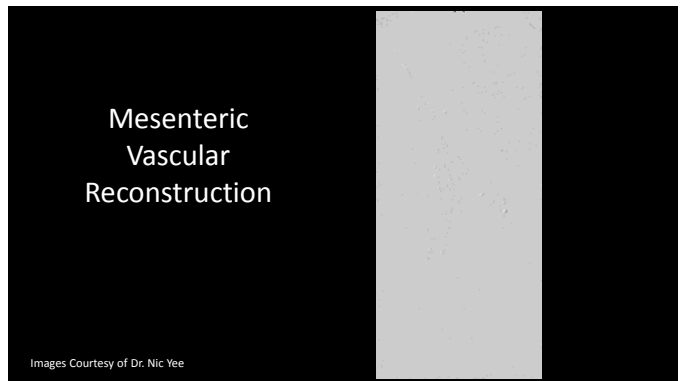 Mesenteric
Vascular
Reconstruction
Images Courtesy of Dr. Nic Yee